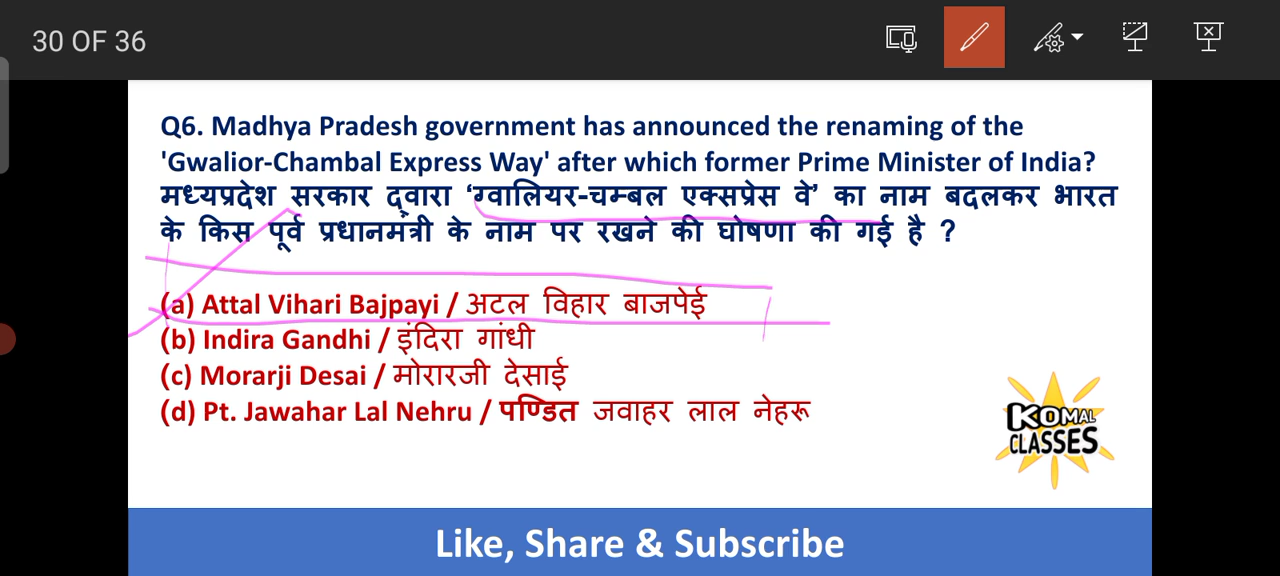 30 OF 36
Q6. Madhya Pradesh government has announced the renaming of the
'Gwalior-Chambal Express Way' after which former Prime Minister of India?
मध्यप्रदेश सरकार द्वारा ‘ग्वालियर-चम्बल एक्सप्रेस वे’ का नाम बदलकर भारत
के किस पूर्व प्रधानमंत्री के नाम पर रखने की घोषणा की गई है ?
(a) Attal Vihari Bajpayi / अटल विहार बाजपेई
(b) Indira Gandhi / इंदिरा गांधी
(c) Morarji Desai / मोरारजी देसाई
(d) Pt. Jawahar Lal Nehru / पण्डित जवाहर लाल नेहरू
KOMAL
CLASSES
Like, Share & Subscribe